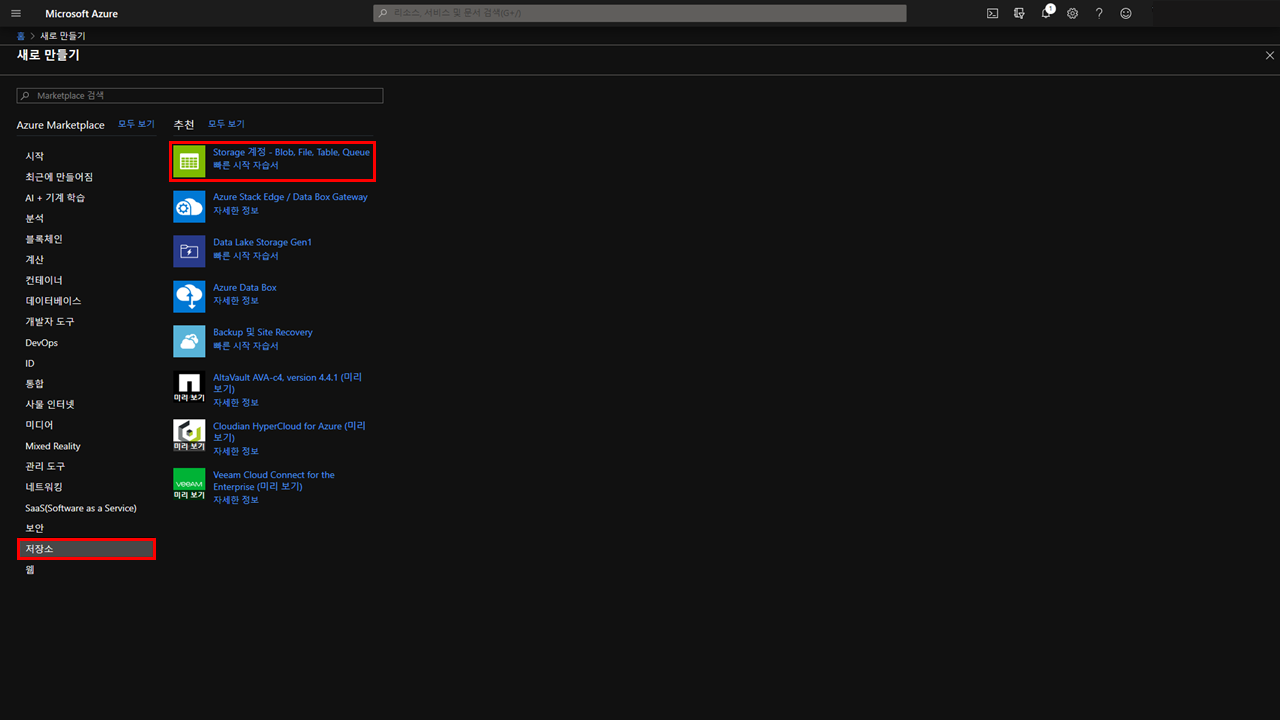 Microsoft Azure
리소스, 서비스 및 문서 검색(G+/)
1
홈 > 새로 만들기
새로 만들기
Marketplace 검색
Azure Marketplace 모두 보기
시작
최근에 만들어짐
AI + 기계 학습
분석
블록체인
계산
컨테이너
데이터베이스
개발자 도구
DevOps
ID
통합
사물 인터넷
미디어
Mixed Reality
관리 도구
네트워킹
SaaS(Software as a Service)
보안
저장소
웹
추천 모두 보기
Storage 계정 - Blob, File, Table, Queue
빠른 시작 자습서
Azure Stack Edge / Data Box Gateway
자세한 정보
Data Lake Storage Gen1
빠른 시작 자습서
Azure Data Box
자세한 정보
Backup 및 Site Recovery
빠른 시작 자습서
미리 보기
AltaVault AVA-c4, version 4.4.1 (미리
보기)
자세한 정보
미리 보기
Cloudian HyperCloud for Azure (미리
보기)
자세한 정보
veeam
미리 보기
Veeam Cloud Connect for the
Enterprise (미리 보기)
자세한 정보